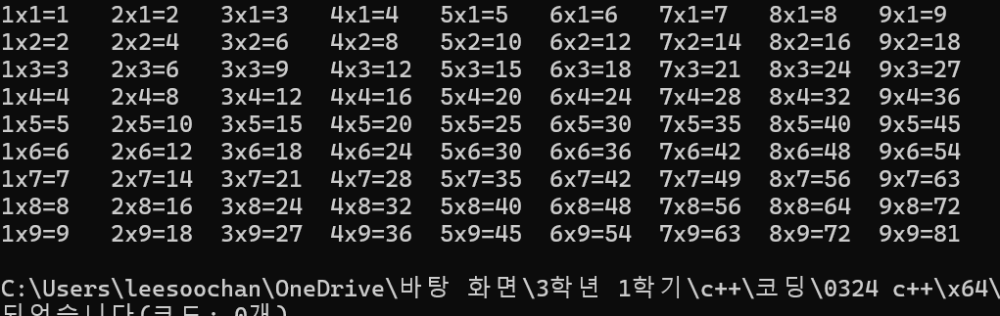 1x1=1 2x1=2 3x1=3 4x1=4 5x1=5 6x1=6 7x1=7 8x1=8 9x1=9
1x2=2 2x2=4 3x2=6 4x2=8 5x2=10 6x2=12 7x2=14 8x2=16 9x2=18
1x3=3 2x3=6 3x3=9 4x3=12 5x3=15 6x3=18 7x3=21 8x3=24 9x3=27
1x4=4 2x4=8 3x4=12 4x4=16 5x4=20 6x4=24 7x4=28 8x4=32 9x4=36
1x5=5 2x5=10 3x5=15 4x5=20 5x5=25 6x5=30 7x5=35 8x5=40 9x5=45
1x6=6 2x6=12 3x6=18 4x6=24 5x6=30 6x6=36 7x6=42 8x6=48 9x6=54
1x7=7 2x7=14 3x7=21 4x7=28 5x7=35 6x7=42 7x7=49 8x7=56 9x7=63
1x8=8 2x8=16 3x8=24 4x8=32 5x8=40 6x8=48 7x8=56 8x8=64 9x8=72
1x9=9 2x9=18 3x9=27 4x9=36 5x9=45 6x9=54 7x9=63 8x9=72 9x9=81
C:\Users\leesoochan\OneDrive\바탕 화면\3학년 1학기\c++\코딩\0324 c++\x64\
되었습니다(코드: 0개)